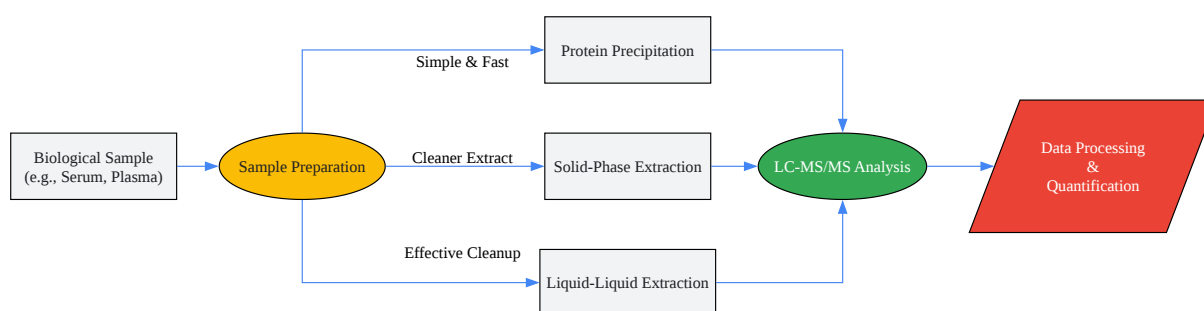 Biological Sample
(e.g., Serum, Plasma)
Sample Preparation
Simple & Fast
Cleaner Extract
Effective Cleanup
Protein Precipitation
Solid-Phase Extraction
Liquid-Liquid Extraction
LC-MS/MS Analysis
Data Processing
&
Quantification